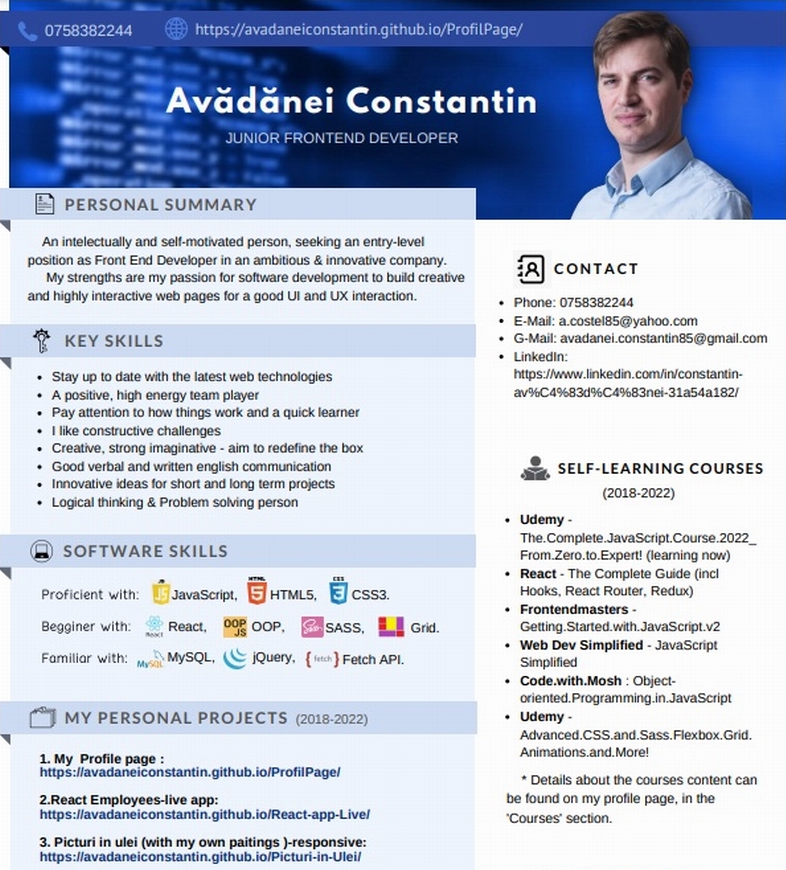 0758382244
https://avadaneiconstantin.github.io/ProfilPage/
Avădănei Constantin
JUNIOR FRONTEND DEVELOPER
PERSONAL SUMMARY
An intelectually and self-motivated person, seeking an entry-level
position as Front End Developer in an ambitious & innovative company.
My strengths are my passion for software development to build creative
and highly interactive web pages for a good UI and UX interaction.
KEY SKILLS
• Stay up to date with the latest web technologies
• A positive, high energy team player
• Pay attention to how things work and a quick learner
• I like constructive challenges
• Creative, strong imaginative - aim to redefine the box
• Good verbal and written english communication
• Innovative ideas for short and long term projects
• Logical thinking & Problem solving person
SOFTWARE SKILLS
Proficient with: JS JavaScript, HTML 5 HTML5, CSS 3 CSS3.
Begginer with: React React, OOP JS OOP, Sass SASS, Grid.
Familiar with: MySQL MySQL, jQuery, { fetch } Fetch API.
MY PERSONAL PROJECTS (2018-2022)
1. My Profile page :
https://avadaneiconstantin.github.io/ProfilPage/
2.React Employees-live app:
https://avadaneiconstantin.github.io/React-app-Live/
3. Picturi in ulei (with my own paitings )-responsive:
https://avadaneiconstantin.github.io/Picturi-in-Ulei/
CONTACT
• Phone: 0758382244
• E-Mail: a.costel85@yahoo.com
• G-Mail: avadanei.constantin85@gmail.com
• LinkedIn:
https://www.linkedin.com/in/constantin-
av%C4%83d%C4%83nei-31a54a182/
SELF-LEARNING COURSES
(2018-2022)
• Udemy -
The.Complete.JavaScript.Course.2022_
From.Zero.to.Expert! (learning now)
• React - The Complete Guide (incl
Hooks, React Router, Redux)
• Frontendmasters -
Getting.Started.with.JavaScript.v2
• Web Dev Simplified - JavaScript
Simplified
• Code.with.Mosh : Object-
oriented.Programming.in.JavaScript
• Udemy -
Advanced.CSS.and.Sass.Flexbox.Grid.
Animations.and.More!
* Details about the courses content can
be found on my profile page, in the
'Courses' section.